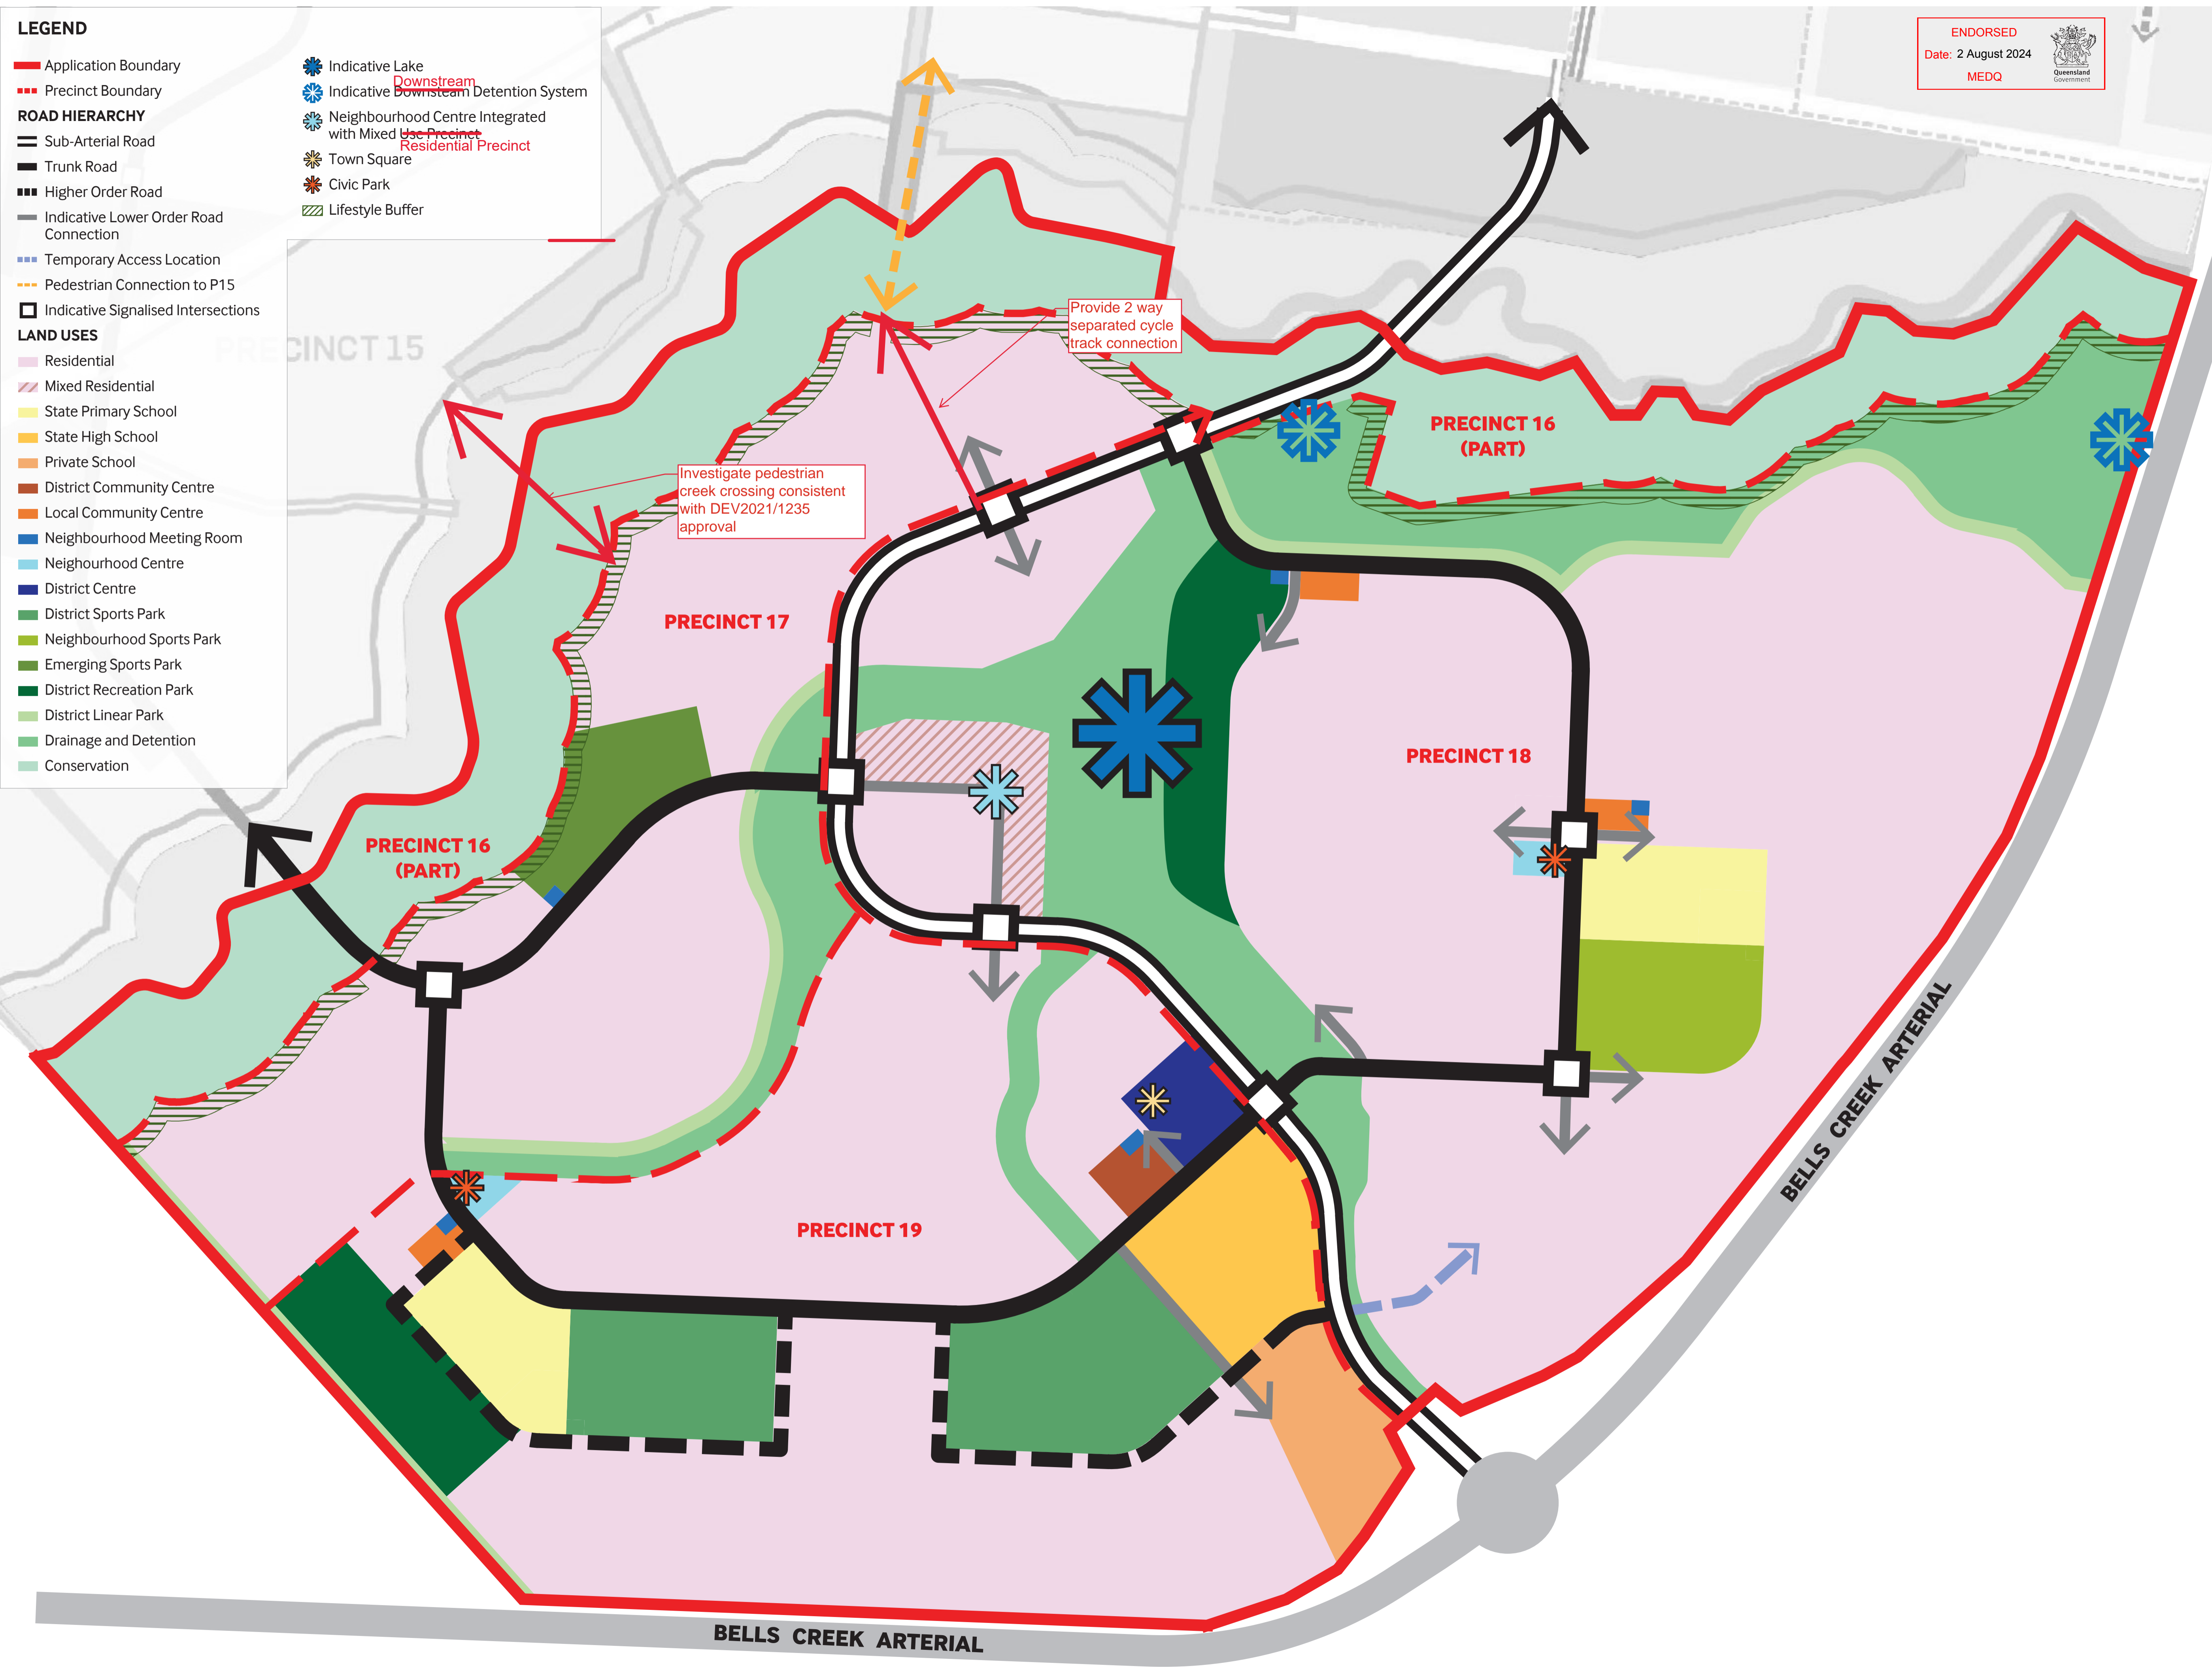 LEGEND
Application Boundary
Precinct Boundary
ROAD HIERARCHY
Sub-Arterial Road
Trunk Road
Higher Order Road
Indicative Lower Order Road
Connection
Temporary Access Location
Pedestrian Connection to P15
Indicative Signalised Intersections
LAND USES
Residential
Mixed Residential
State Primary School
State High School
Private School
District Community Centre
Local Community Centre
Neighbourhood Meeting Room
Neighourhood Centre
District Centre
District Sports Park
Neighbourhood Sports Park
Emerging Sports Park
District Recreation Park
District Linear Park
Drainage and Detention
Conservation
Indicative Lake
Downstream
Indicative Downsteam Detention System
Neighbourhood Centre Integrated
with Mixed Use Precinct
Residential Precinct
Town Square
Civic Park
Lifestyle Buffer
ENDORSED
Date: 2 August 2024
MEDQ
Queensland
Government
PRECINCT 15
Provide 2 way
separated cycle
track connection
Investigate pedestrian
creek crossing consistent
with DEV2021/1235
approval
PRECINCT 16
(PART)
PRECINCT 17
PRECINCT 18
PRECINCT 16
(PART)
PRECINCT 19
BELLS CREEK ARTERIAL
BELLS CREEK ARTERIAL